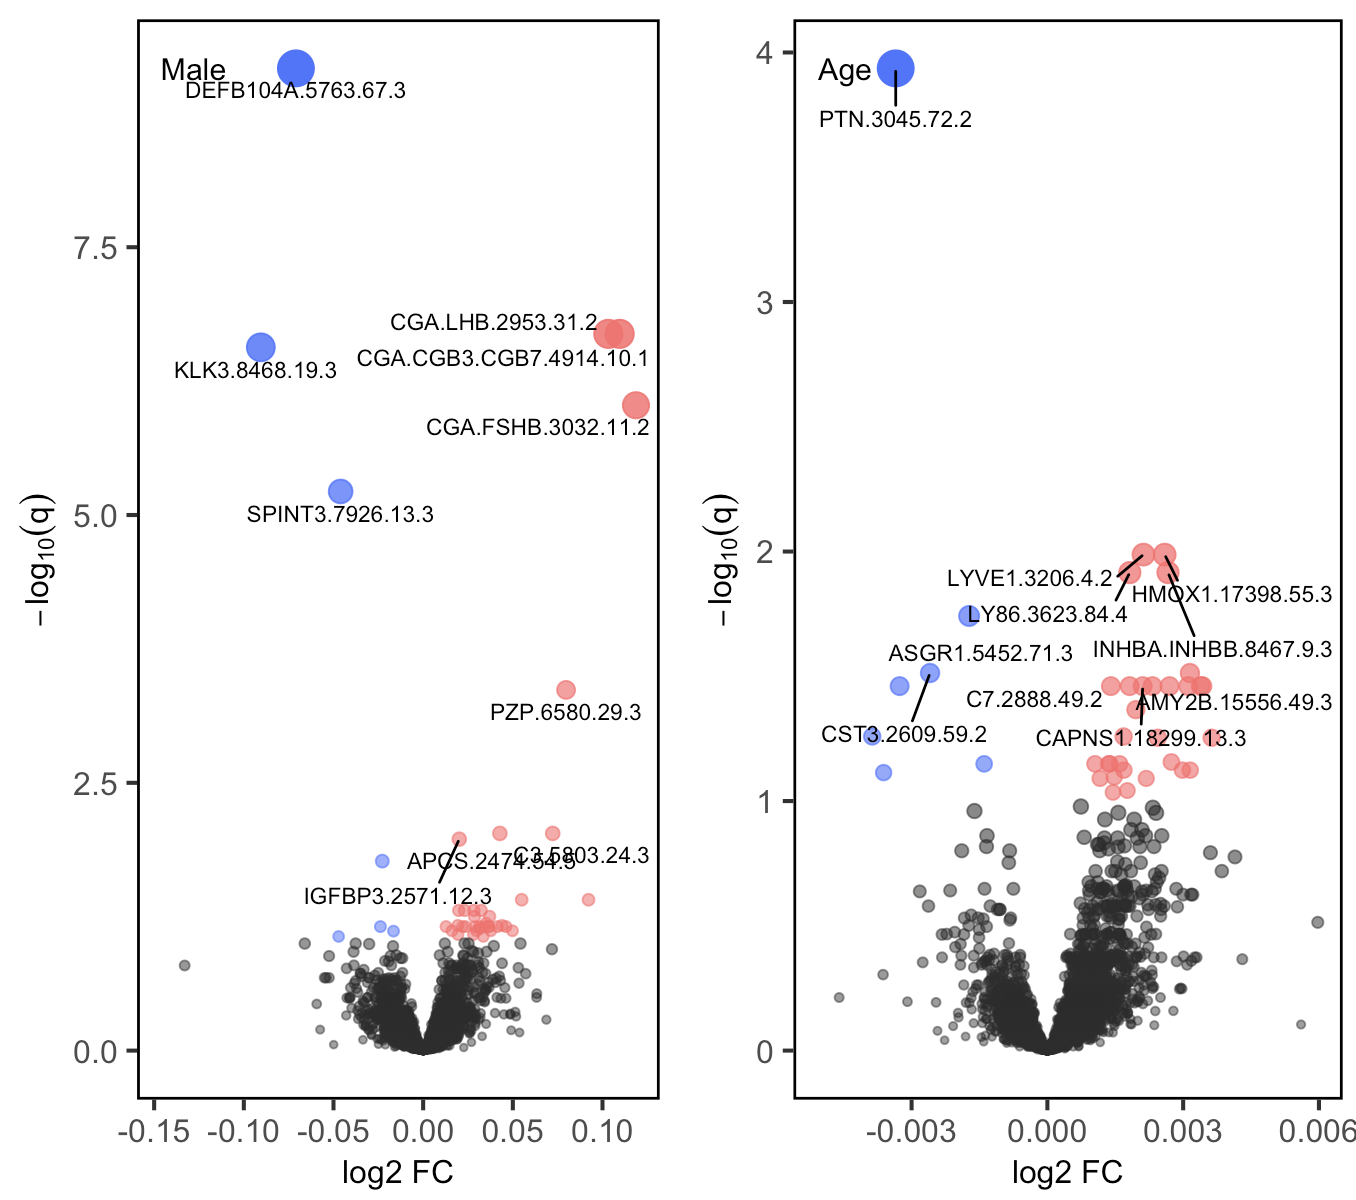 Male
DEFB104A.5763.67.3
7.5
CGA.LHB.2953.31.2
CGA.CGB3.CGB7.4914.10.1
KLK3.8468.19.3
CGA.FSHB.3032.11.2
SPINT3.7926.13.3
5.0
−log10(q)
PZP.6580.29.3
2.5
APCS.2474.54.5
C3.5803.24.3
IGFBP3.2571.12.3
0.0
-0.15 -0.10 -0.05 0.00 0.05 0.10
log2 FC
4
Age
PTN.3045.72.2
3
2
−log10(q)
LYVE1.3206.4.2
HMOX1.17398.55.3
LY86.3623.84.4
ASGR1.5452.71.3
INHBA.INHBB.8467.9.3
C7.2888.49.2
AMY2B.15556.49.3
CST3.2609.59.2
CAPNS1.18299.13.3
1
0
-0.003 0.000 0.003 0.006
log2 FC